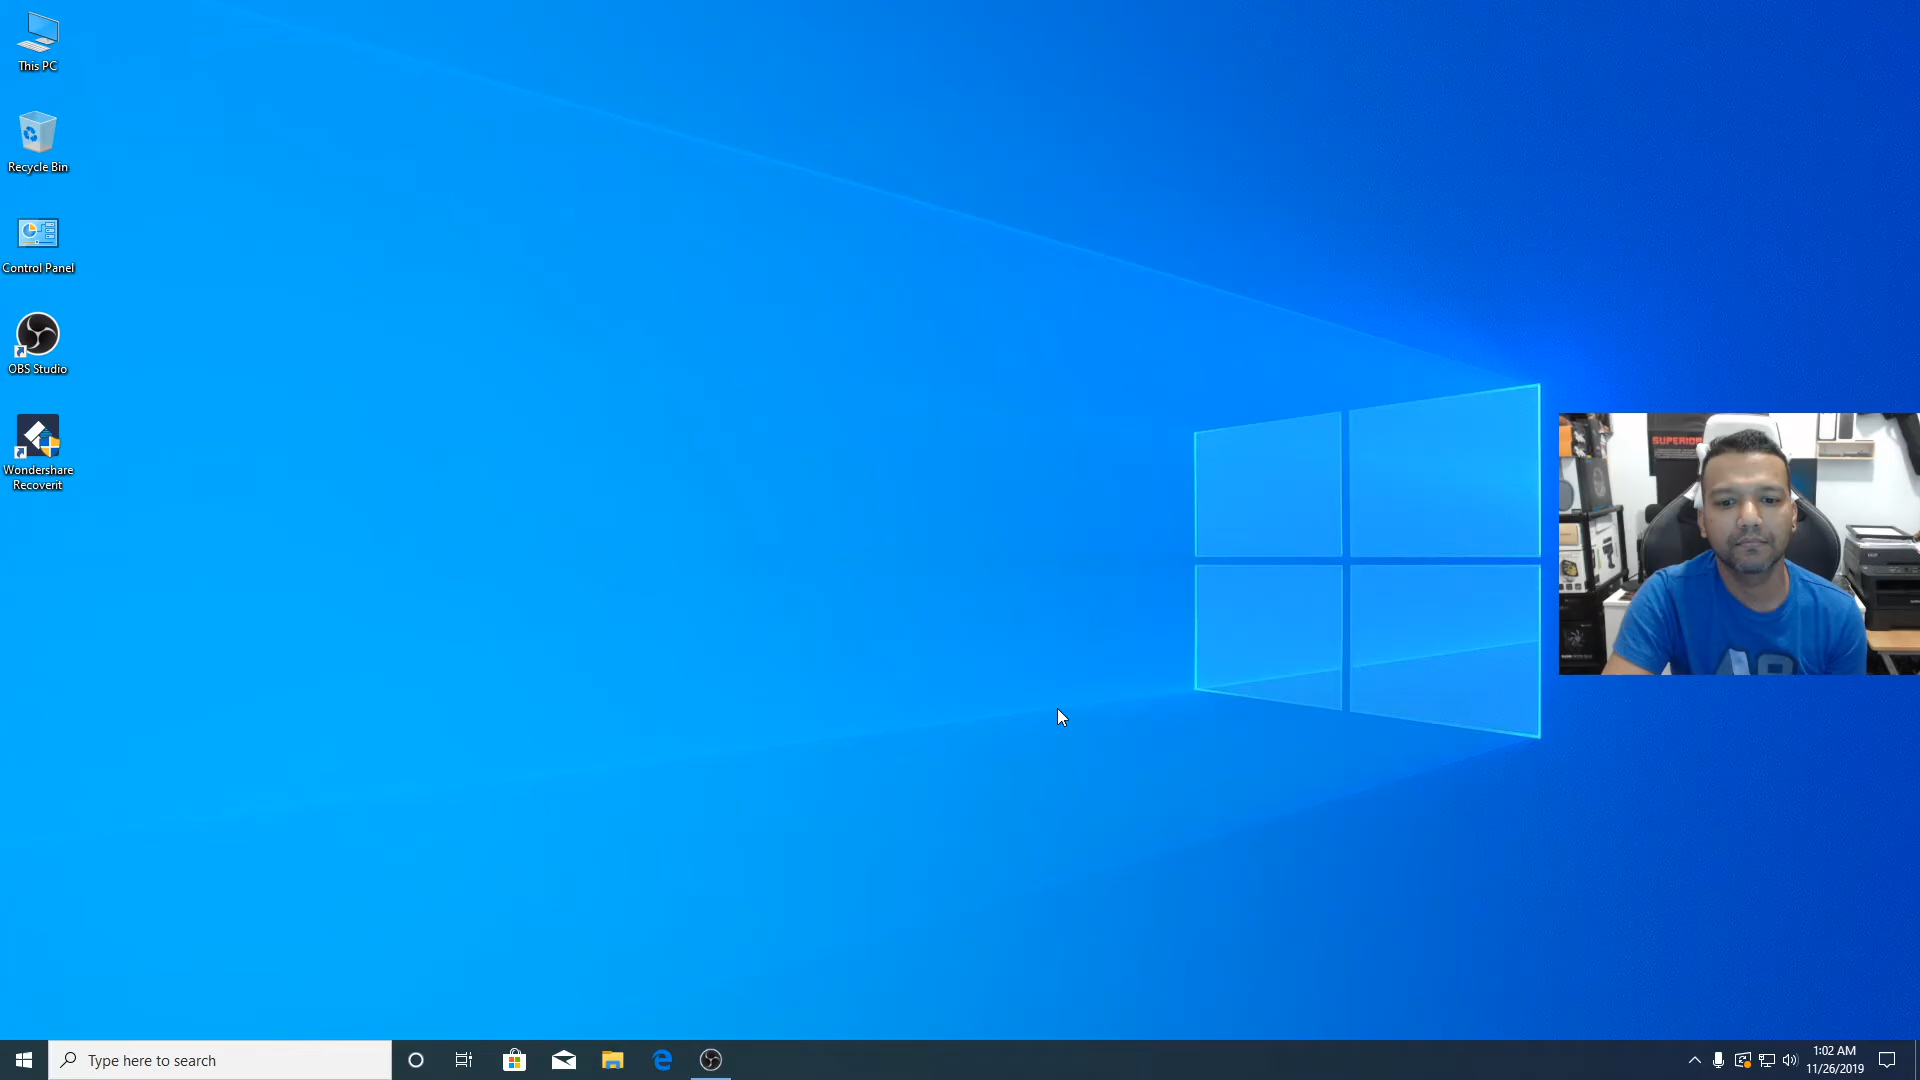 This PC
Recycle Bin
Control Panel
OBS Studio
Wondershare
Recoverit
SUPERIOR
Type here to search
1:02 AM
11/26/2019